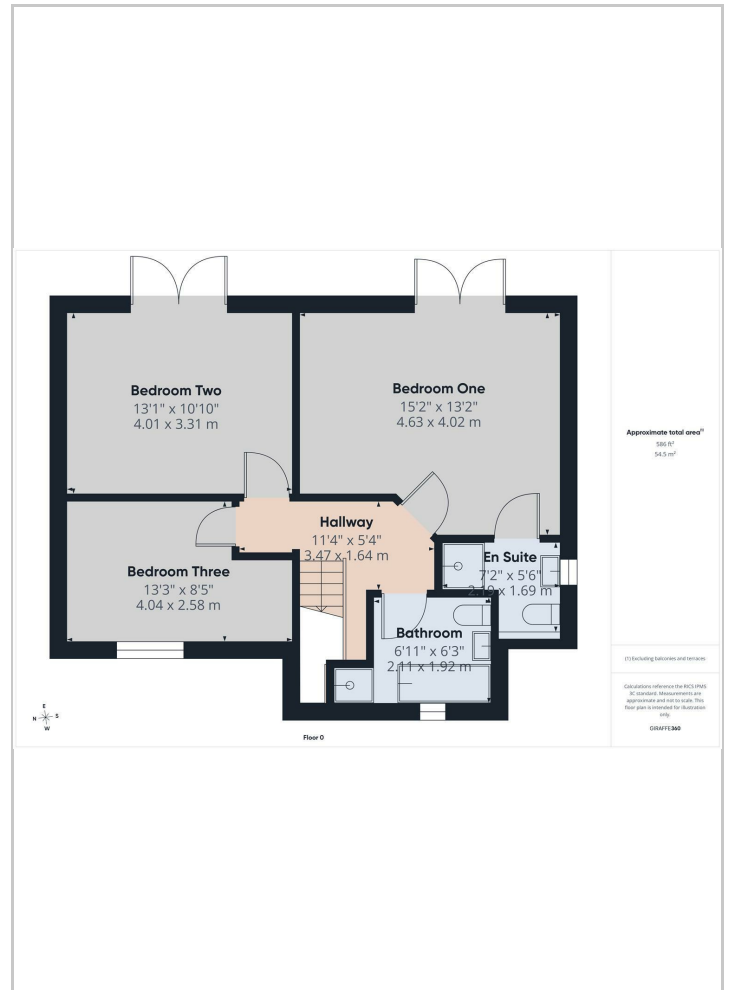 Bedroom Two
13'1" x 10'10"
4.01 x 3.31 m
Bedroom One
15'2" x 13'2"
4.63 x 4.02 m
Hallway
11'4" x 5'4"
3.47 x 1.64 m
Bedroom Three
13'3" x 8'5"
4.04 x 2.58 m
En Suite
7'2" x 5'6"
2.19 x 1.69 m
Bathroom
6'11" x 6'3"
2.11 x 1.92 m
Floor 0
E
N S
W
Approximate total area(1)
586 ft²
54.5 m²
(1) Excluding balconies and terraces
Calculations reference the RICS IPMS
3C standard. Measurements are
approximate and not to scale. This
floor plan is intended for illustration
only.
GIRAFFE360